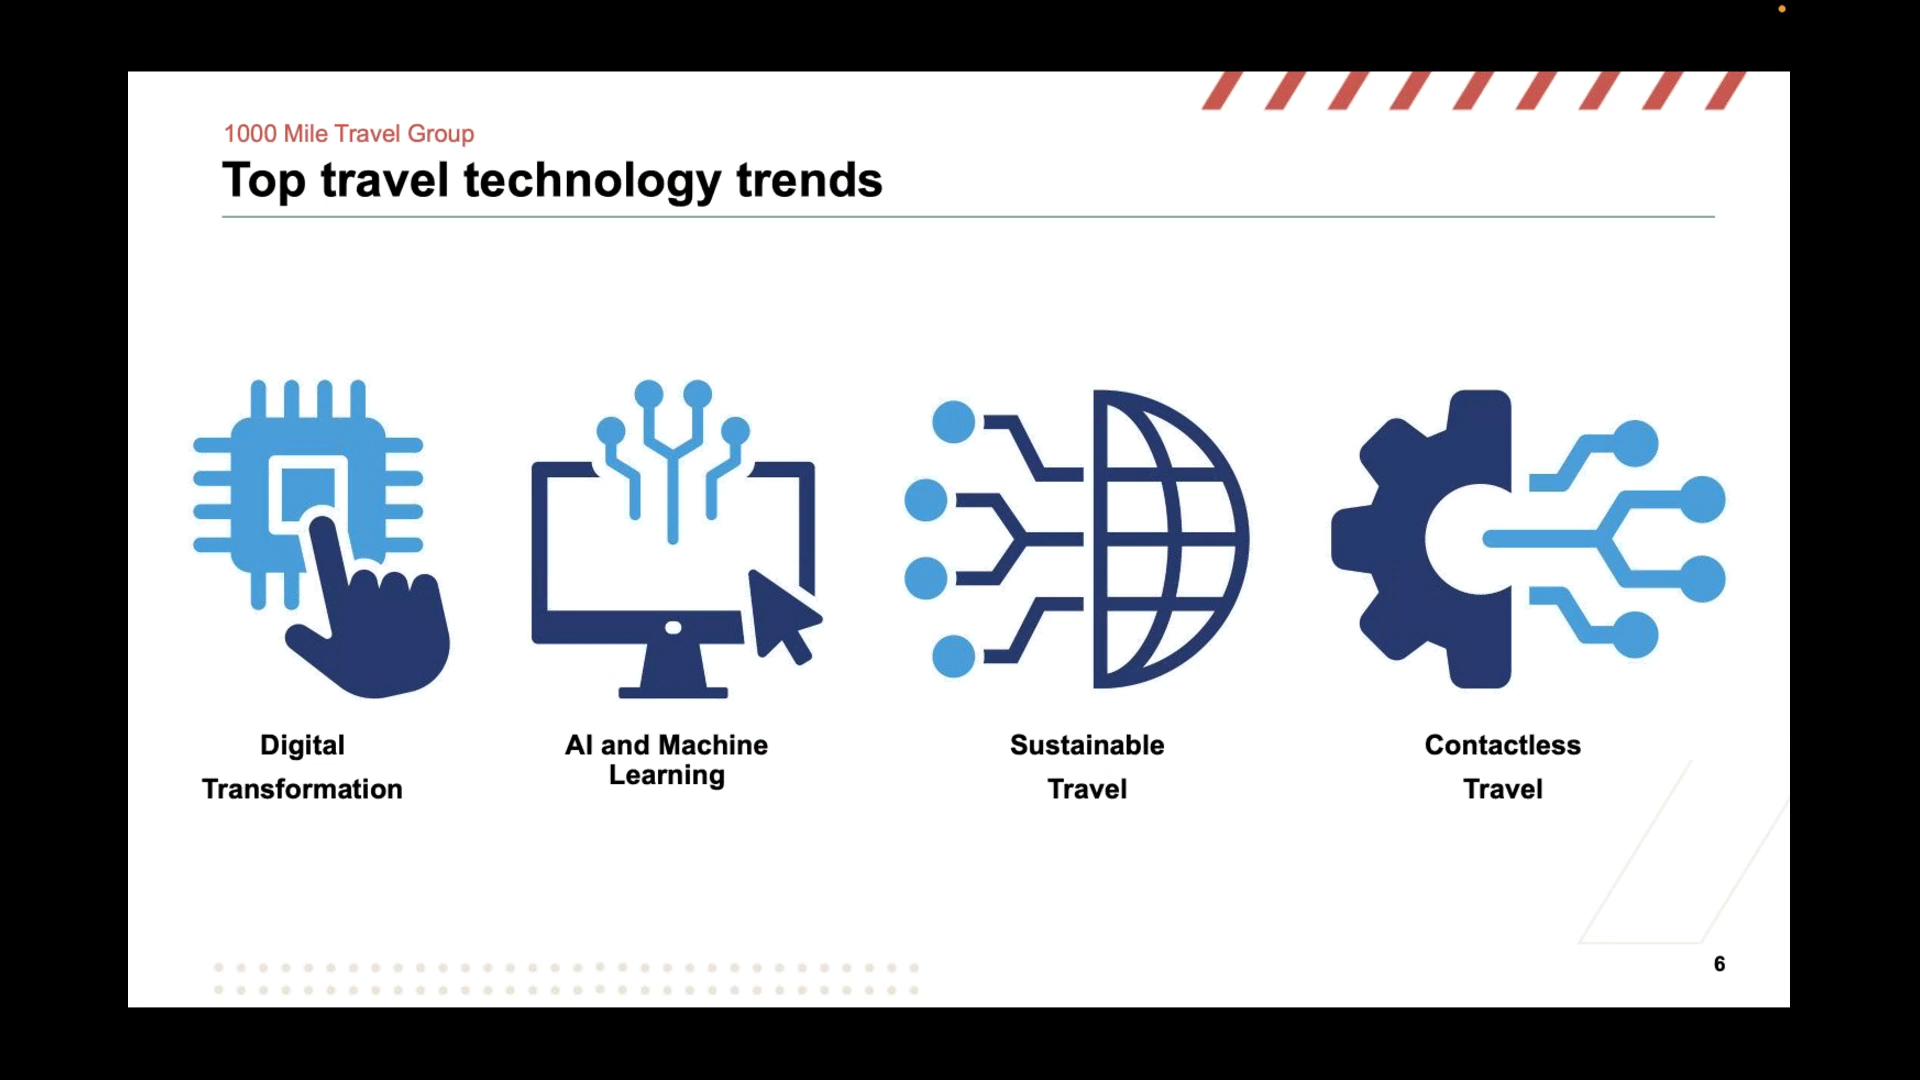 1000 Mile Travel Group
Top travel technology trends
Digital
Transformation
AI and Machine
Learning
Sustainable
Travel
Contactless
Travel
6